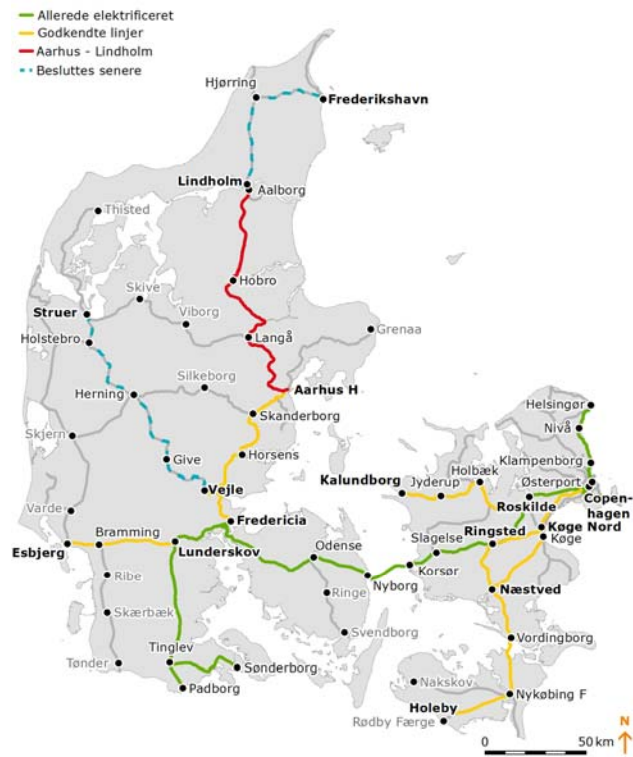 Allerede elektrificeret
Godkendte linjer
Aarhus - Lindholm
Besluttes senere
Hjørring
Frederikshavn
Lindholm
Aalborg
Thisted
Hobro
Skive
Struer
Viborg
Grenaa
Holstebro
Langå
Silkeborg
Aarhus H
Herning
Skanderborg
Helsingør
Skjern
Nivå
Horsens
Give
Klampenborg
Holbæk
Kalundborg
Jyderup
Østerport
Vejle
Copen-
hagen
Roskilde
Varde
Fredericia
Køge Nord
Ringsted
Køge
Bramming
Slagelse
Esbjerg
Lunderskov
Odense
Korsør
Ribe
Nyborg
Næstved
Ringe
Skærbæk
Svendborg
Vordingborg
Tinglev
Tønder
Sønderborg
Nakskov
Padborg
Nykøbing F
Holeby
Rødby Færge
N
0 50 km